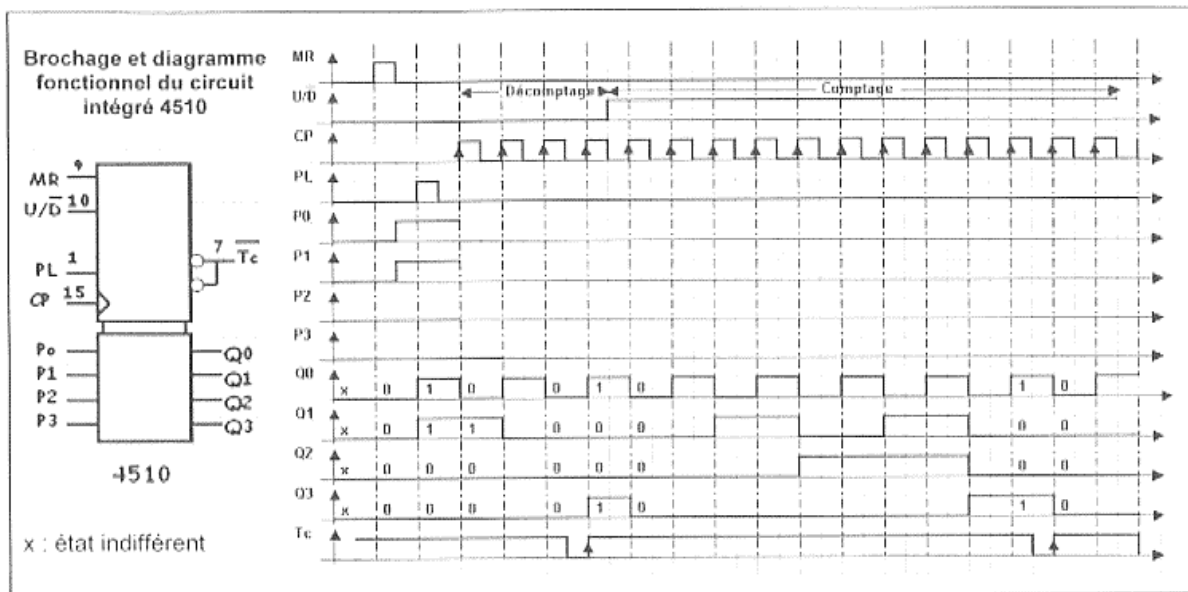 Brochage et diagramme
fonctionnel du circuit
intégré 4510
MR 9
U/D̅ 10
PL 1
CP 15
7 T̅c̅
Po
P1
P2
P3
Q0
Q1
Q2
Q3
4510
x : état indifférent
MR
U/D̅ Décomptage Comptage
CP
PL
P0
P1
P2
P3
Q0 x 0 1 0 0 1 0 1 0
Q1 x 0 1 1 0 0 0 0 0
Q2 x 0 0 0 0 0 0 0 0
Q3 x 0 0 0 0 1 0 1 0
Tc